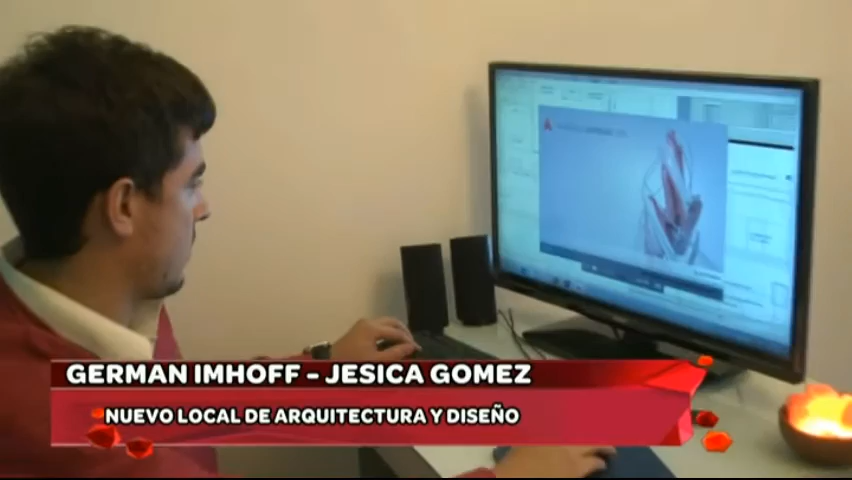 GERMAN IMHOFF - JESICA GOMEZ
NUEVO LOCAL DE ARQUITECTURA Y DISEÑO